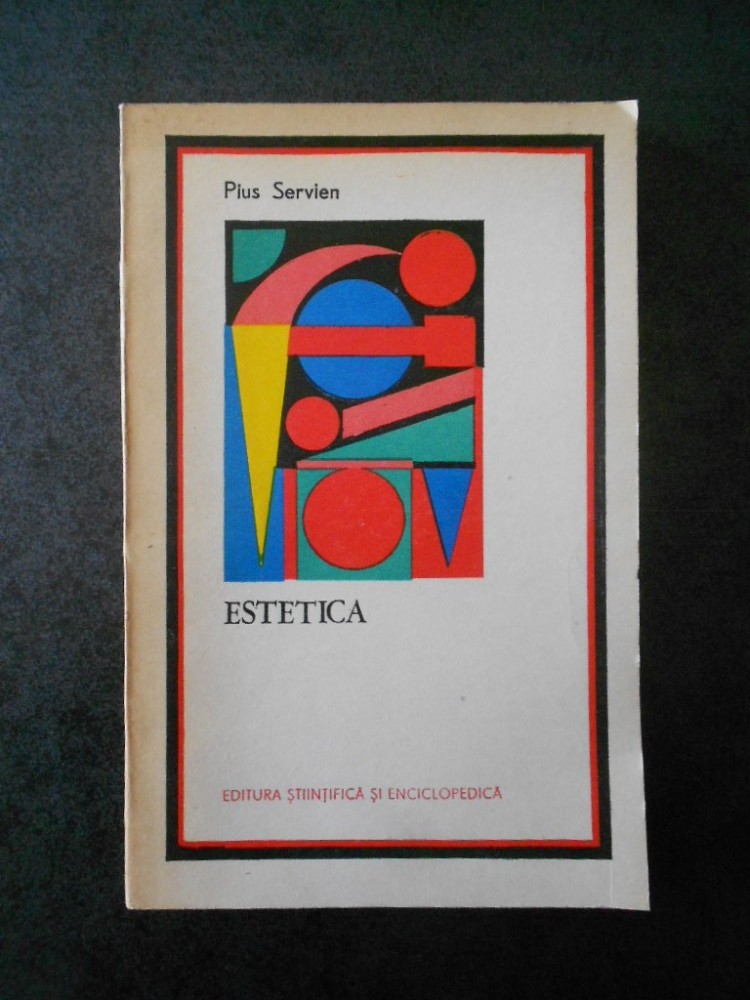 Pius Servien
ESTETICA
EDITURA ȘTIINȚIFICĂ ȘI ENCICLOPEDICĂ